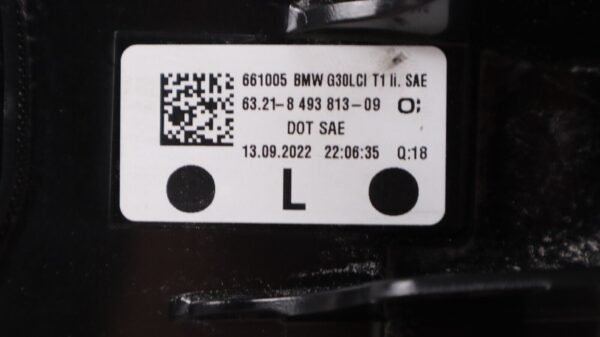 661005 BMW G30LCI T1 li. SAE
63.21-8 493 813-09 O;
DOT SAE
13.09.2022 22:06:35 Q:18
L